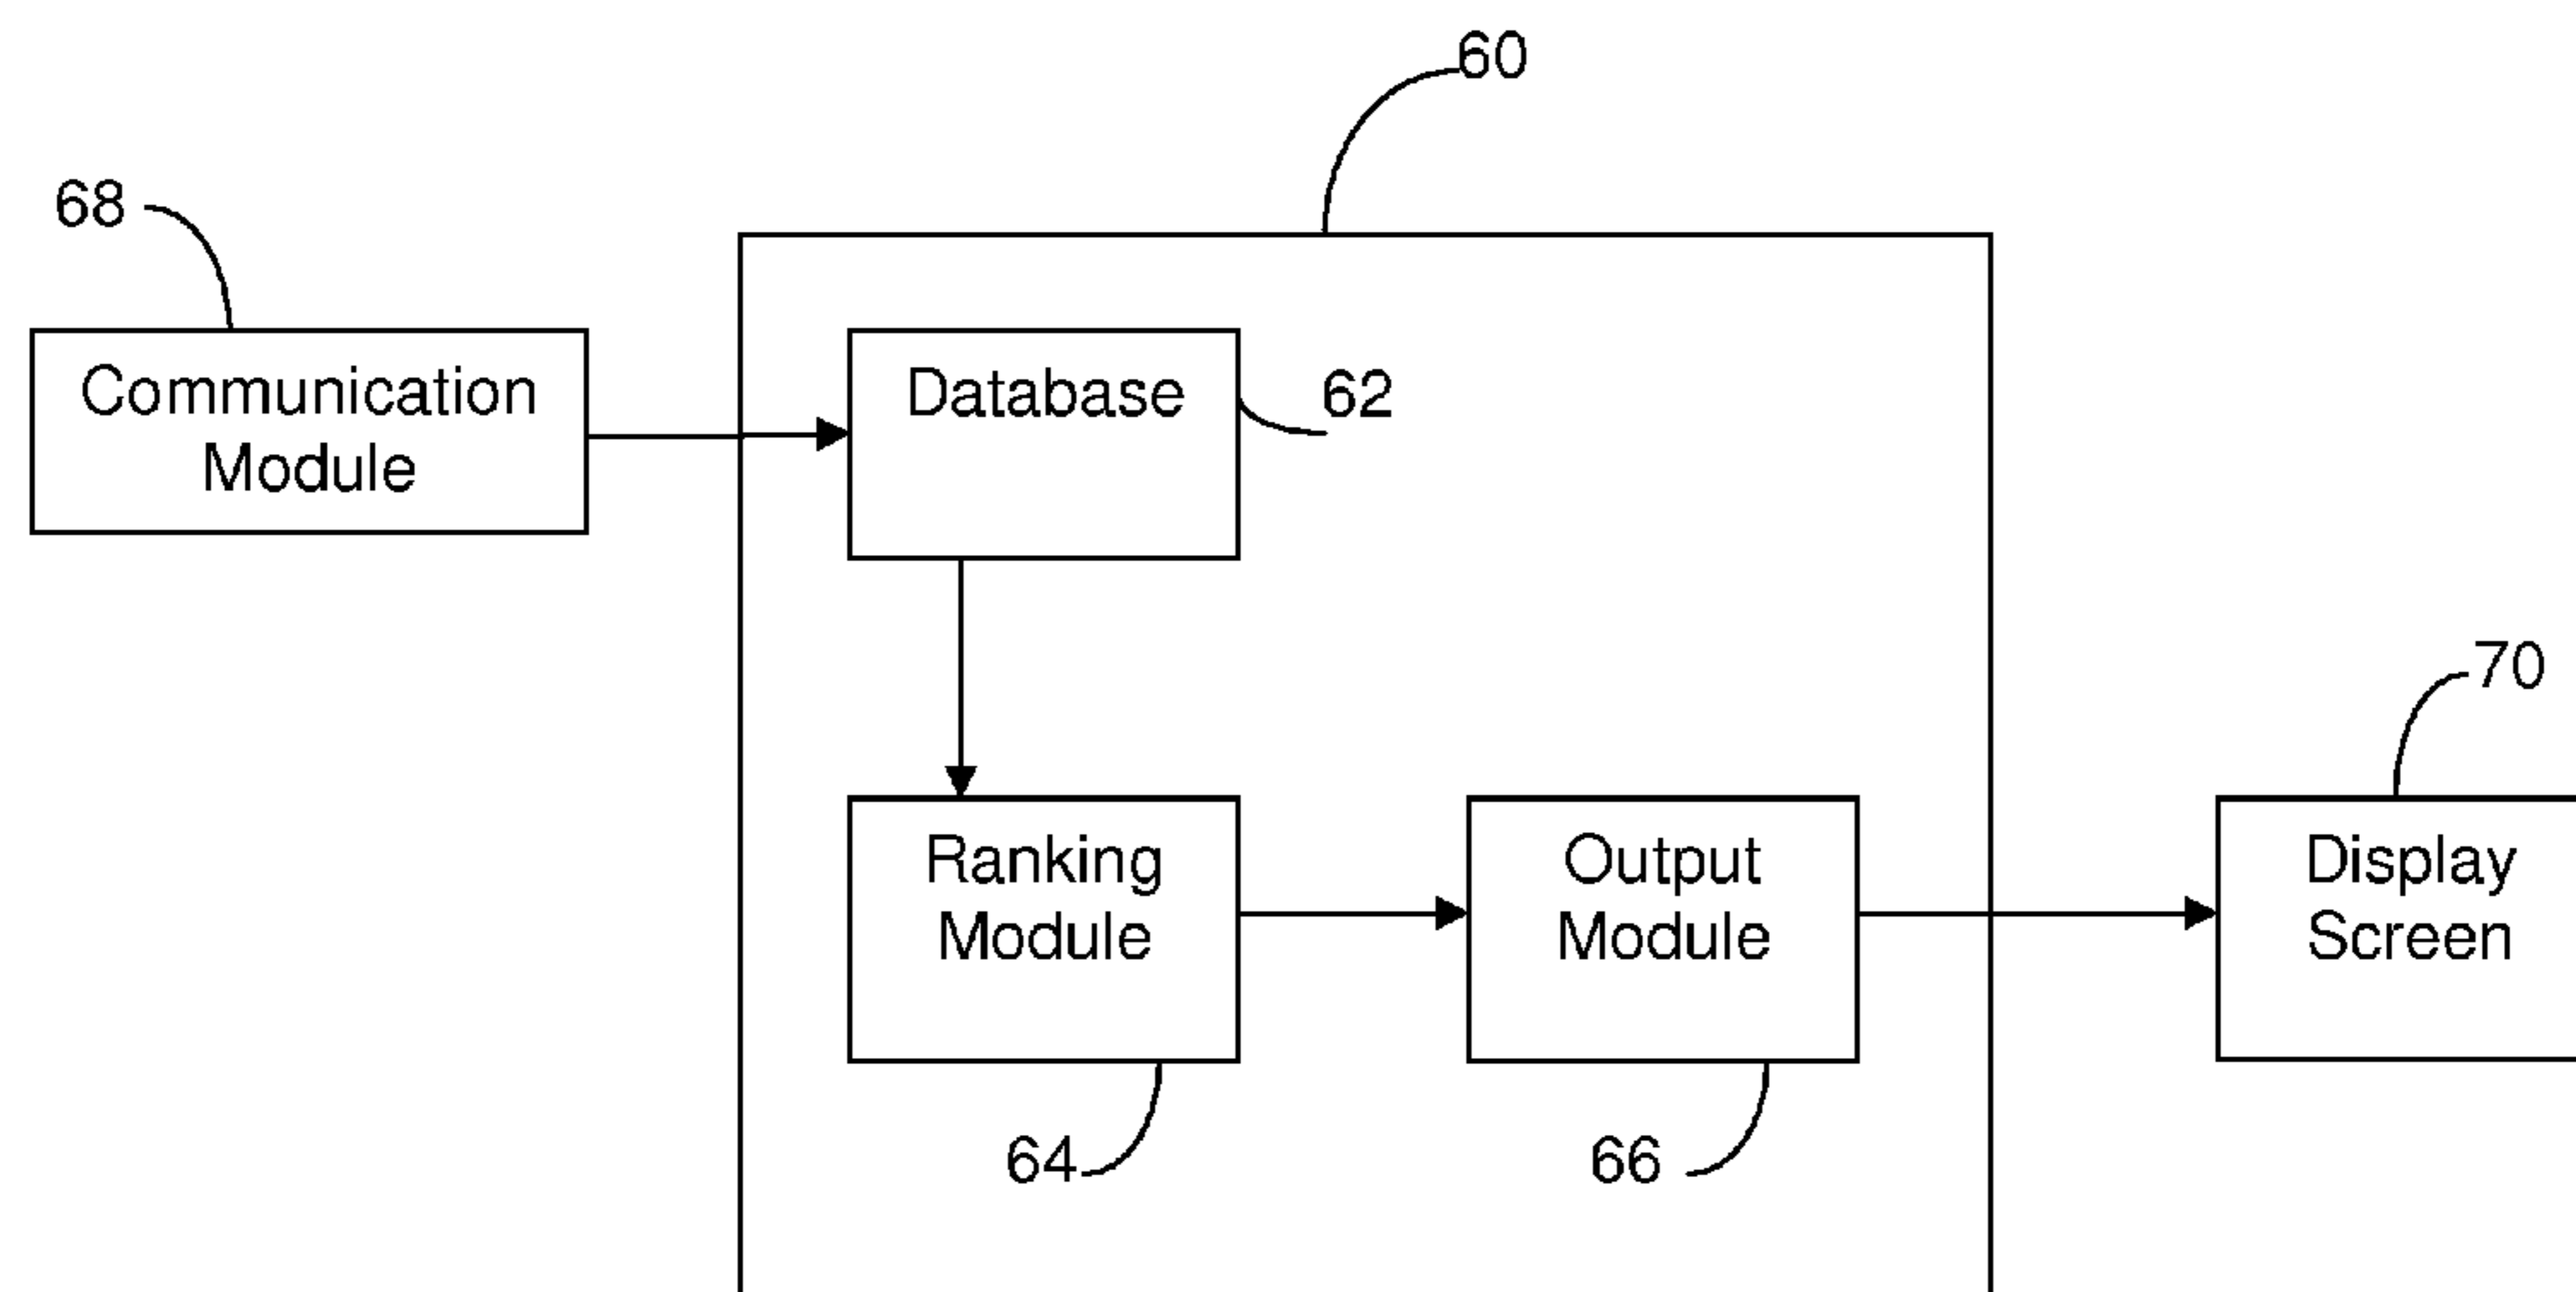 60
68
Communication
Module
Database
62
70
Ranking
Module
Output
Module
Display
Screen
64
66